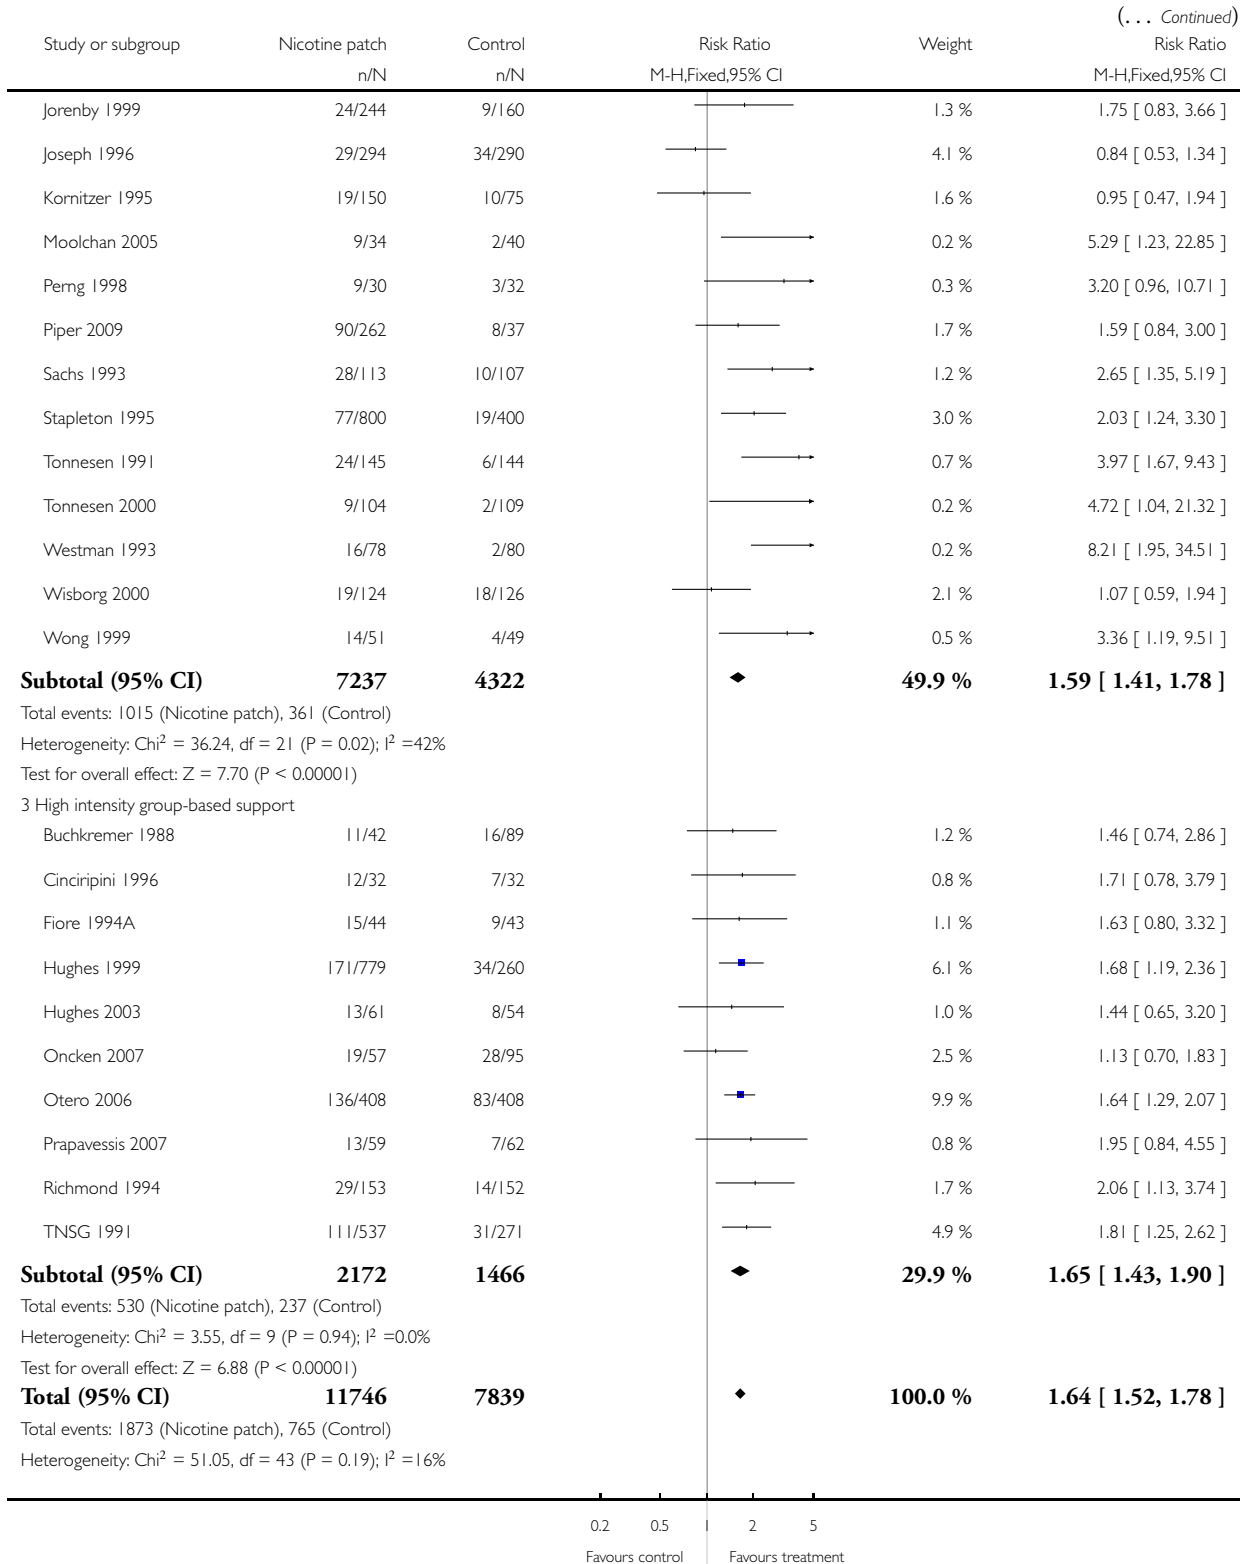 (... Continued)
Study or subgroup Nicotine patch Control Risk Ratio Weight Risk Ratio
n/N n/N M-H,Fixed,95% CI M-H,Fixed,95% CI
Jorenby 1999 24/244 9/160 1.3 % 1.75 [ 0.83, 3.66 ]
Joseph 1996 29/294 34/290 4.1 % 0.84 [ 0.53, 1.34 ]
Kornitzer 1995 19/150 10/75 1.6 % 0.95 [ 0.47, 1.94 ]
Moolchan 2005 9/34 2/40 0.2 % 5.29 [ 1.23, 22.85 ]
Perng 1998 9/30 3/32 0.3 % 3.20 [ 0.96, 10.71 ]
Piper 2009 90/262 8/37 1.7 % 1.59 [ 0.84, 3.00 ]
Sachs 1993 28/113 10/107 1.2 % 2.65 [ 1.35, 5.19 ]
Stapleton 1995 77/800 19/400 3.0 % 2.03 [ 1.24, 3.30 ]
Tonnesen 1991 24/145 6/144 0.7 % 3.97 [ 1.67, 9.43 ]
Tonnesen 2000 9/104 2/109 0.2 % 4.72 [ 1.04, 21.32 ]
Westman 1993 16/78 2/80 0.2 % 8.21 [ 1.95, 34.51 ]
Wisborg 2000 19/124 18/126 2.1 % 1.07 [ 0.59, 1.94 ]
Wong 1999 14/51 4/49 0.5 % 3.36 [ 1.19, 9.51 ]
Subtotal (95% CI) 7237 4322 49.9 % 1.59 [ 1.41, 1.78 ]
Total events: 1015 (Nicotine patch), 361 (Control)
Heterogeneity: Chi² = 36.24, df = 21 (P = 0.02); I² =42%
Test for overall effect: Z = 7.70 (P < 0.00001)
3 High intensity group-based support
Buchkremer 1988 11/42 16/89 1.2 % 1.46 [ 0.74, 2.86 ]
Cinciripini 1996 12/32 7/32 0.8 % 1.71 [ 0.78, 3.79 ]
Fiore 1994A 15/44 9/43 1.1 % 1.63 [ 0.80, 3.32 ]
Hughes 1999 171/779 34/260 6.1 % 1.68 [ 1.19, 2.36 ]
Hughes 2003 13/61 8/54 1.0 % 1.44 [ 0.65, 3.20 ]
Oncken 2007 19/57 28/95 2.5 % 1.13 [ 0.70, 1.83 ]
Otero 2006 136/408 83/408 9.9 % 1.64 [ 1.29, 2.07 ]
Prapavessis 2007 13/59 7/62 0.8 % 1.95 [ 0.84, 4.55 ]
Richmond 1994 29/153 14/152 1.7 % 2.06 [ 1.13, 3.74 ]
TNSG 1991 111/537 31/271 4.9 % 1.81 [ 1.25, 2.62 ]
Subtotal (95% CI) 2172 1466 29.9 % 1.65 [ 1.43, 1.90 ]
Total events: 530 (Nicotine patch), 237 (Control)
Heterogeneity: Chi² = 3.55, df = 9 (P = 0.94); I² =0.0%
Test for overall effect: Z = 6.88 (P < 0.00001)
Total (95% CI) 11746 7839 100.0 % 1.64 [ 1.52, 1.78 ]
Total events: 1873 (Nicotine patch), 765 (Control)
Heterogeneity: Chi² = 51.05, df = 43 (P = 0.19); I² =16%
0.2 0.5 1 2 5
Favours control Favours treatment